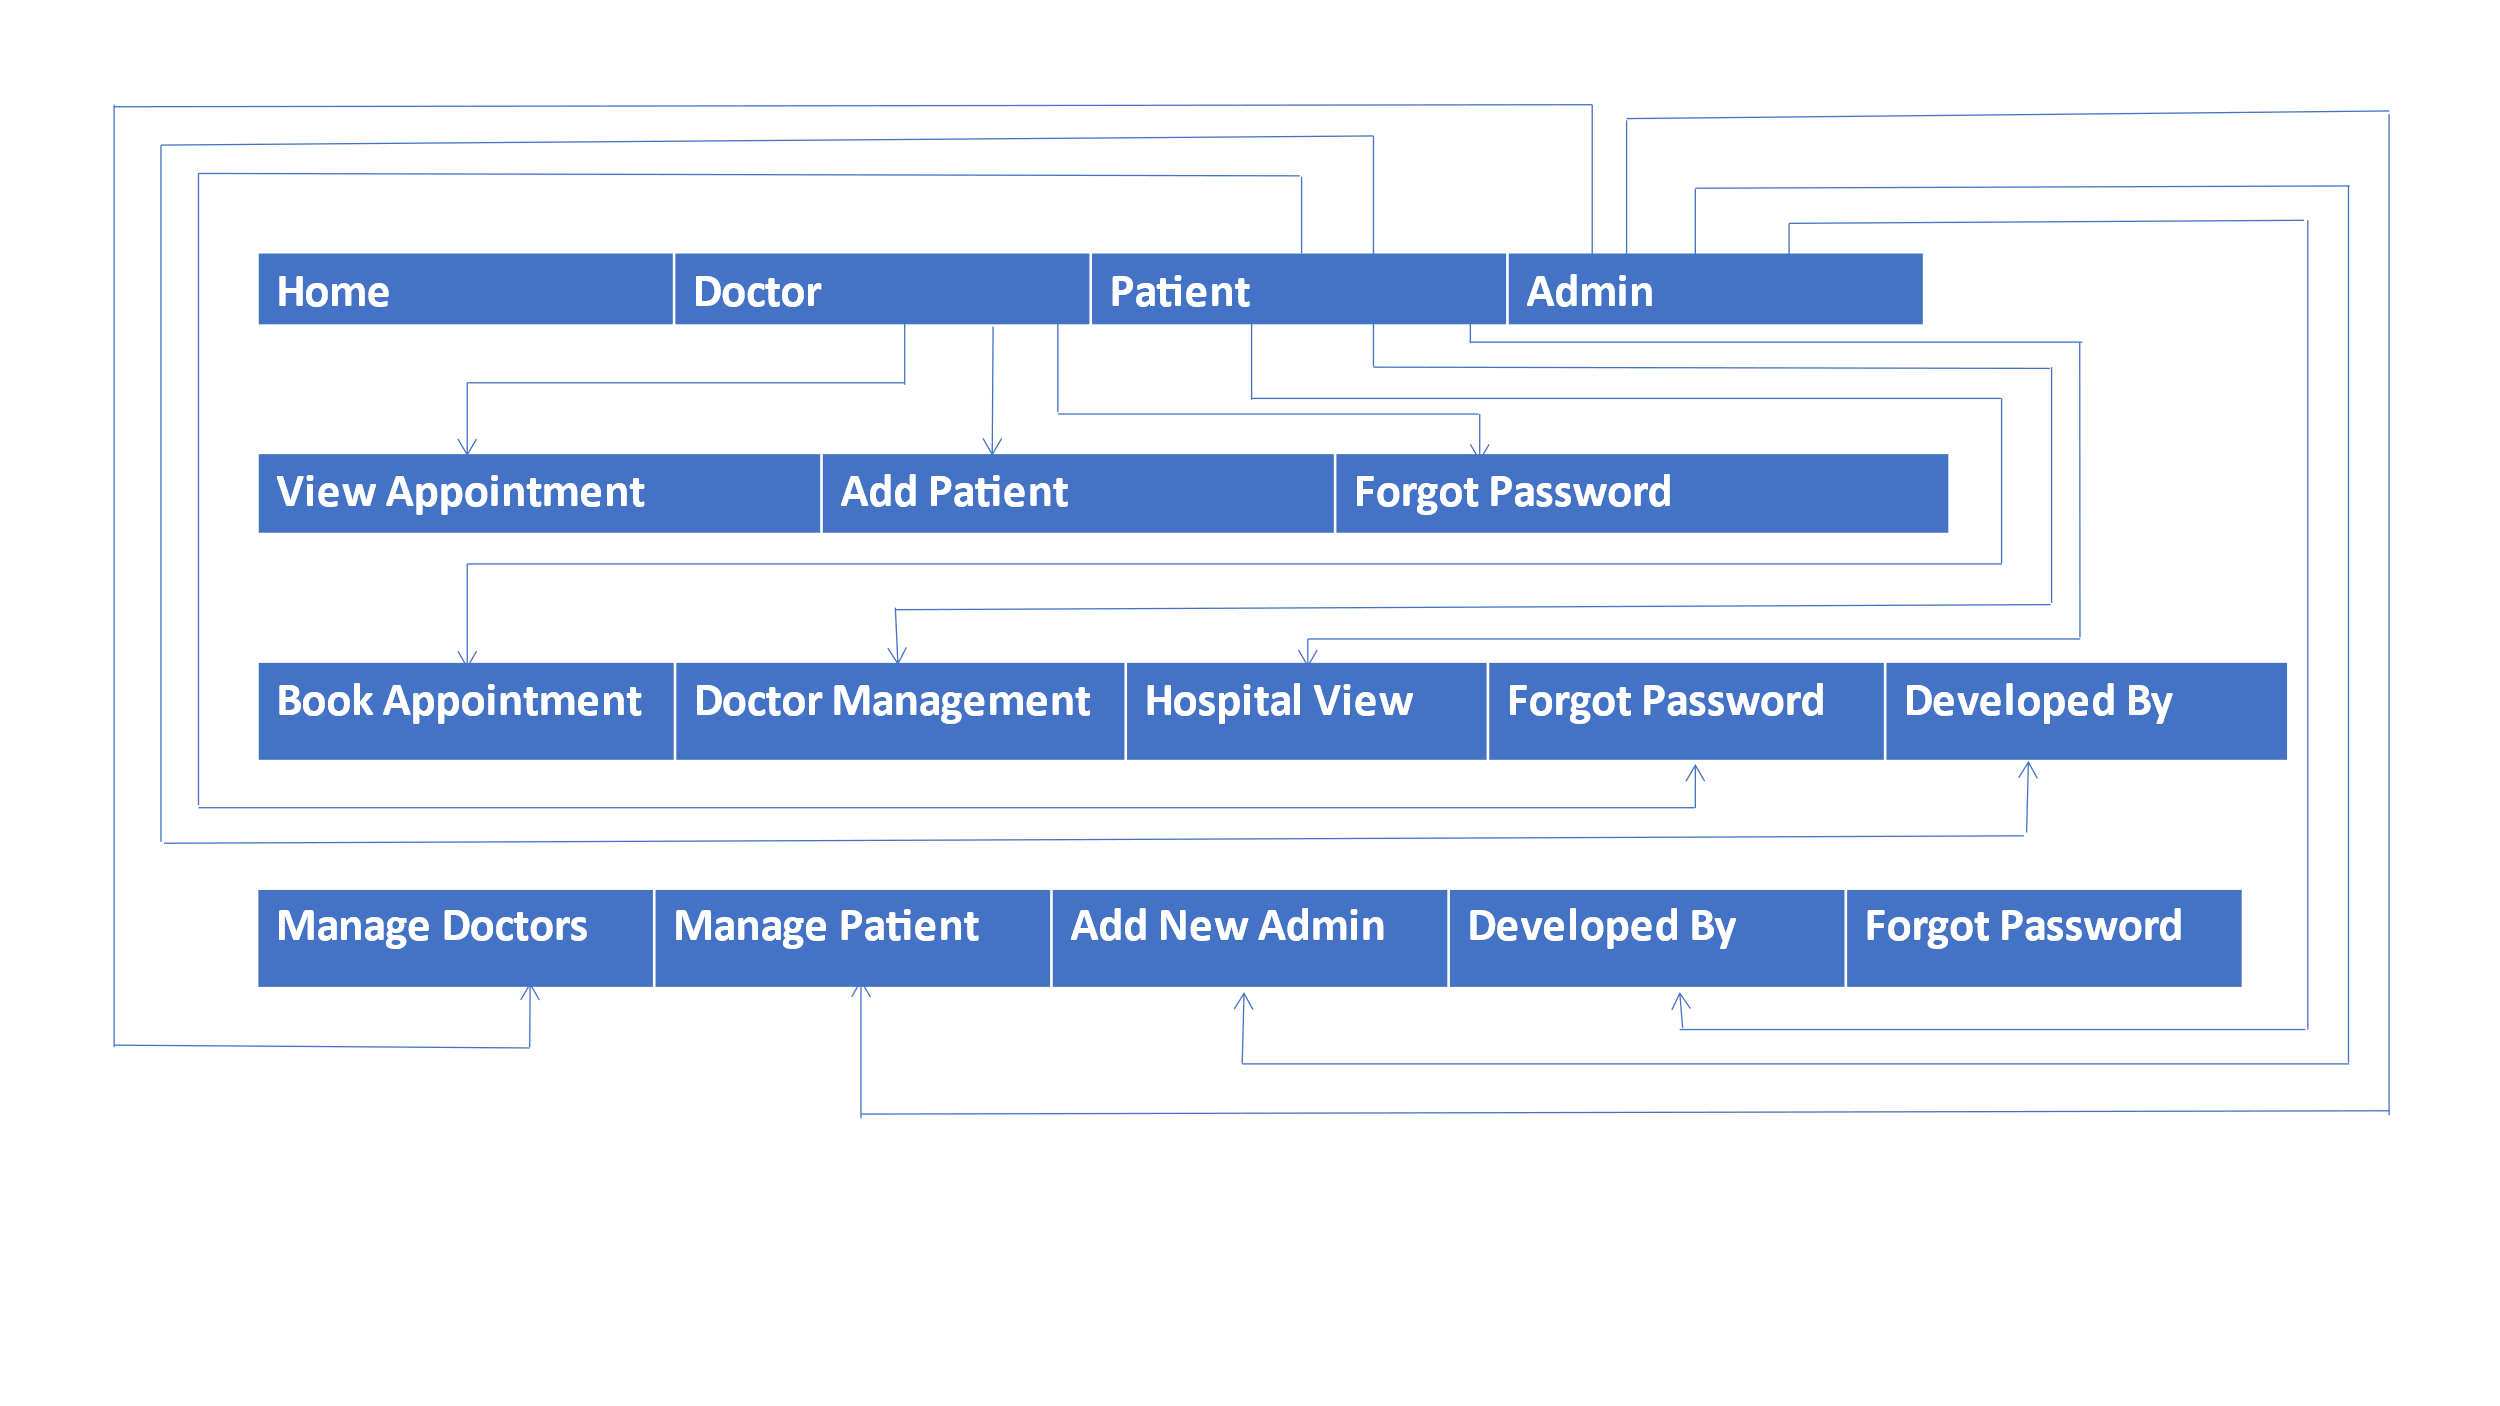 Home Doctor Patient Admin
View Appointment Add Patient Forgot Password
Book Appointment Doctor Management Hospital View Forgot Password Developed By
Manage Doctors Manage Patient Add New Admin Developed By Forgot Password